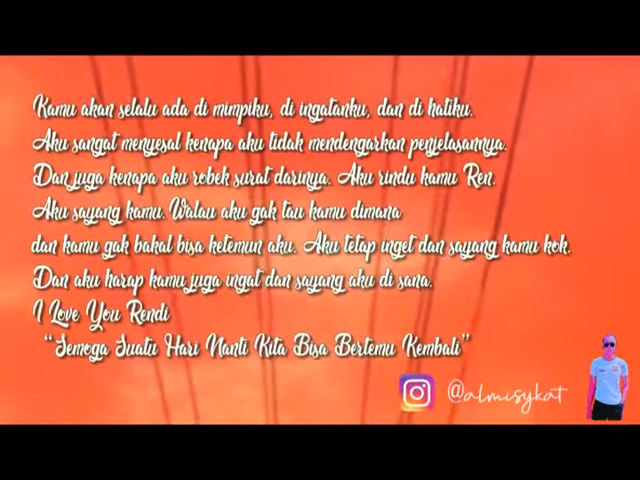 Kamu akan selalu ada di mimpiku, di ingatanku, dan di hatiku.
Aku sangat menyesal kenapa aku tidak mendengarkan penjelasannya.
Dan juga kenapa aku robek surat darinya. Aku rindu kamu Ren.
Aku sayang kamu. Walau aku gak tau kamu dimana
dan kamu gak bakal bisa ketemun aku. Aku tetap inget dan sayang kamu kok.
Dan aku harap kamu juga ingat dan sayang aku di sana.
I Love You Rendi
“Semoga Suatu Hari Nanti Kita Bisa Bertemu Kembali”
@almisykat